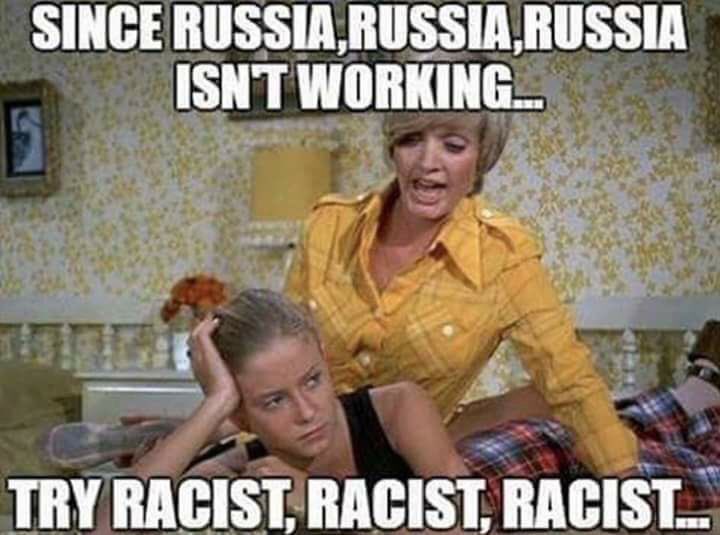 SINCE RUSSIA,RUSSIA,RUSSIA
ISN'T WORKING...
TRY RACIST, RACIST, RACIST...